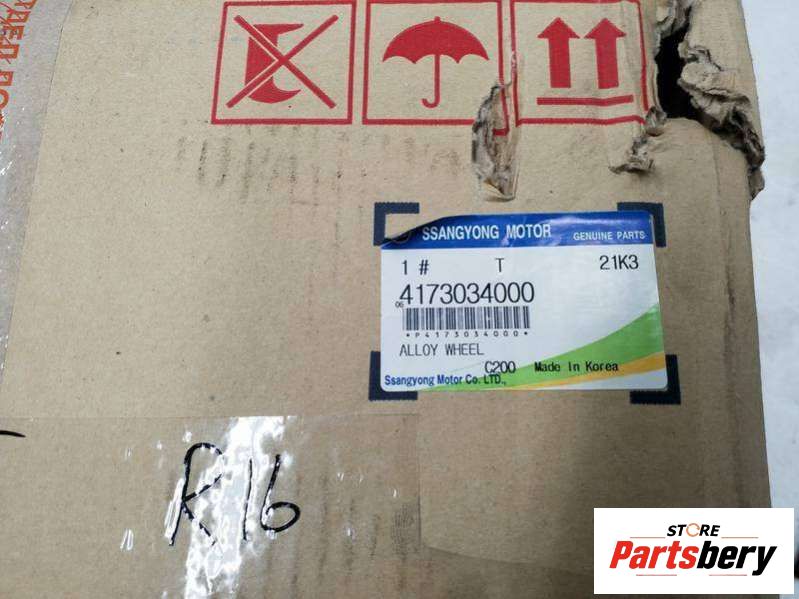 SSANGYONG MOTOR GENUINE PARTS
1 # T 21K3
06 4173034000
*P4173034000*
ALLOY WHEEL
C200 Made In Korea
Ssangyong Motor Co. LTD.,
R16
STORE
Partsbery